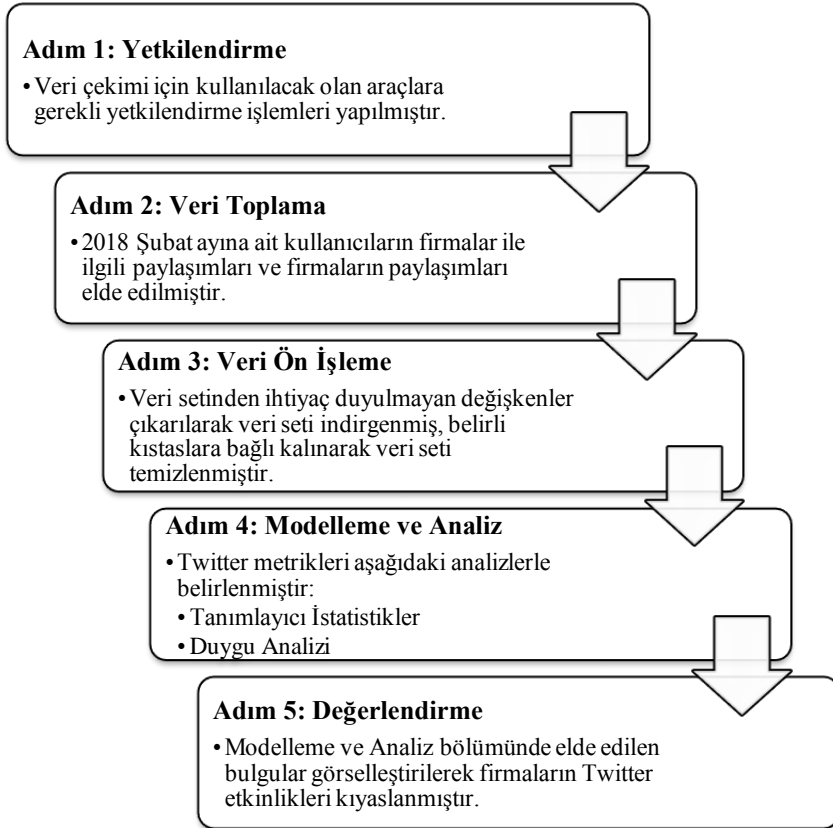 Adım 1: Yetkilendirme
•Veri çekimi için kullanılacak olan araçlara
gerekli yetkilendirme işlemleri yapılmıştır.
Adım 2: Veri Toplama
•2018 Şubat ayına ait kullanıcıların firmalar ile
ilgili paylaşımları ve firmaların paylaşımları
elde edilmiştir.
Adım 3: Veri Ön İşleme
•Veri setinden ihtiyaç duyulmayan değişkenler
çıkarılarak veri seti indirgenmiş, belirli
kıstaslara bağlı kalınarak veri seti
temizlenmiştir.
Adım 4: Modelleme ve Analiz
•Twitter metrikleri aşağıdaki analizlerle
belirlenmiştir:
•Tanımlayıcı İstatistikler
•Duygu Analizi
Adım 5: Değerlendirme
•Modelleme ve Analiz bölümünde elde edilen
bulgular görselleştirilerek firmaların Twitter
etkinlikleri kıyaslanmıştır.